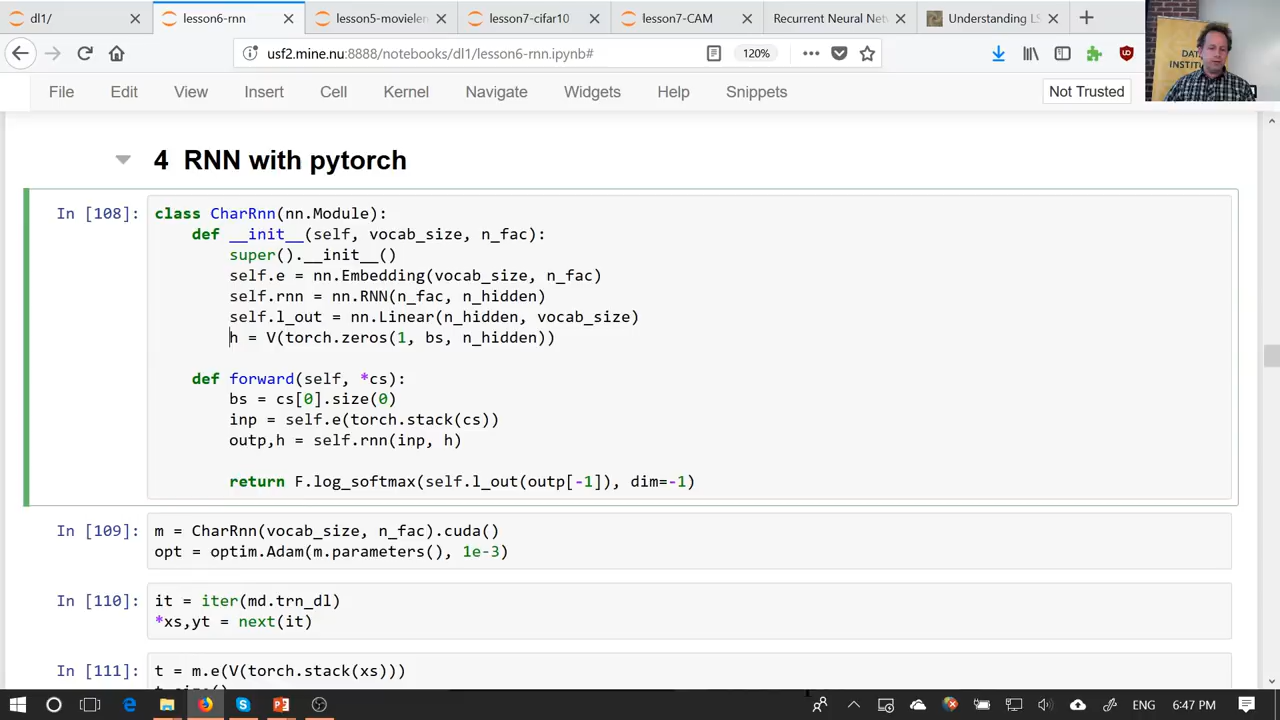 dl1/
lesson6-rnn
lesson5-movielen
lesson7-cifar10
lesson7-CAM
Recurrent Neural Ne
Understanding LS
usf2.mine.nu:8888/notebooks/dl1/lesson6-rnn.ipynb#
120%
DATA
INSTITU
File Edit View Insert Cell Kernel Navigate Widgets Help Snippets
Not Trusted
4 RNN with pytorch
In [108]:
class CharRnn(nn.Module):
def __init__(self, vocab_size, n_fac):
super().__init__()
self.e = nn.Embedding(vocab_size, n_fac)
self.rnn = nn.RNN(n_fac, n_hidden)
self.l_out = nn.Linear(n_hidden, vocab_size)
h = V(torch.zeros(1, bs, n_hidden))
def forward(self, *cs):
bs = cs[0].size(0)
inp = self.e(torch.stack(cs))
outp,h = self.rnn(inp, h)
return F.log_softmax(self.l_out(outp[-1]), dim=-1)
In [109]:
m = CharRnn(vocab_size, n_fac).cuda()
opt = optim.Adam(m.parameters(), 1e-3)
In [110]:
it = iter(md.trn_dl)
*xs,yt = next(it)
In [111]:
t = m.e(V(torch.stack(xs)))
ENG
6:47 PM